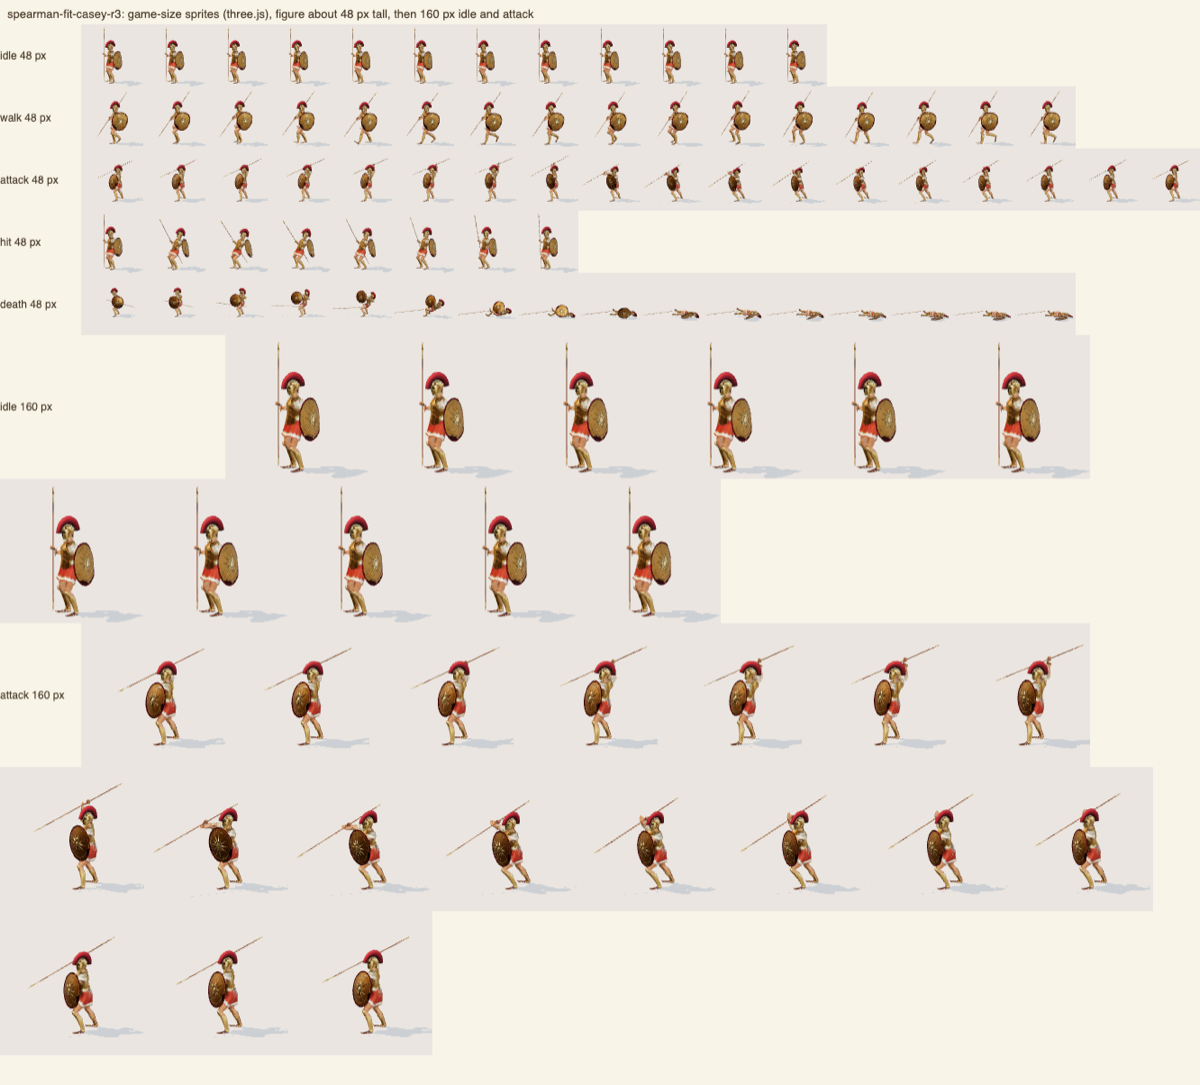 spearman-fit-casey-r3: game-size sprites (three.js), figure about 48 px tall, then 160 px idle and attack
idle 48 px
walk 48 px
attack 48 px
hit 48 px
death 48 px
idle 160 px
attack 160 px